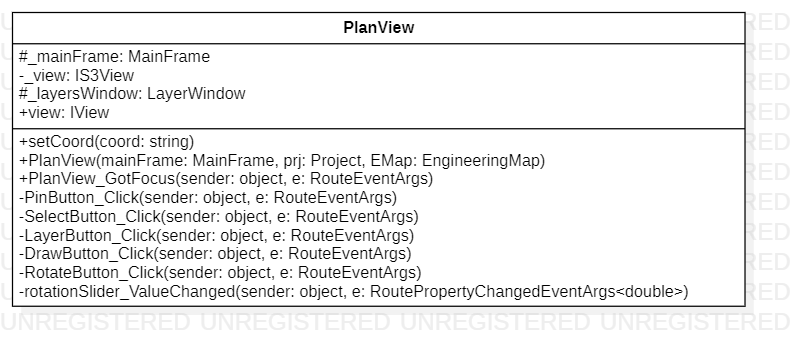 PlanView
#_mainFrame: MainFrame
-_view: IS3View
#_layersWindow: LayerWindow
+view: IView
+setCoord(coord: string)
+PlanView(mainFrame: MainFrame, prj: Project, EMap: EngineeringMap)
+PlanView_GotFocus(sender: object, e: RouteEventArgs)
-PinButton_Click(sender: object, e: RouteEventArgs)
-SelectButton_Click(sender: object, e: RouteEventArgs)
-LayerButton_Click(sender: object, e: RouteEventArgs)
-DrawButton_Click(sender: object, e: RouteEventArgs)
-RotateButton_Click(sender: object, e: RouteEventArgs)
-rotationSlider_ValueChanged(sender: object, e: RoutePropertyChangedEventArgs<double>)
UNREGISTERED UNREGISTERED UNREGISTERED UNREGISTERED